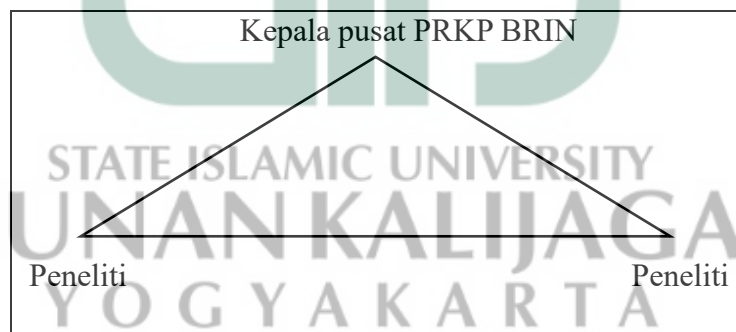 Kepala pusat PRKP BRIN
STATE ISLAMIC UNIVERSITY
UNAN KALIJAGA
Peneliti Peneliti
YOGYAKARTA